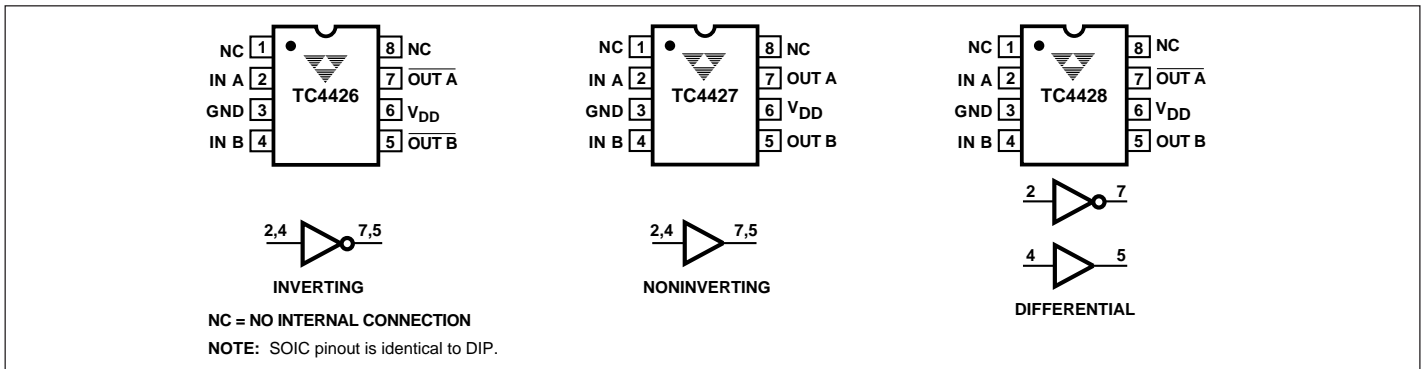 NC 1 8 NC
IN A 2 7 OUT A
GND 3 6 VDD
IN B 4 5 OUT B
TC4426
2,4 7,5
INVERTING
NC 1 8 NC
IN A 2 7 OUT A
GND 3 6 VDD
IN B 4 5 OUT B
TC4427
2,4 7,5
NONINVERTING
NC 1 8 NC
IN A 2 7 OUT A
GND 3 6 VDD
IN B 4 5 OUT B
TC4428
2 7
4 5
DIFFERENTIAL
NC = NO INTERNAL CONNECTION
NOTE: SOIC pinout is identical to DIP.